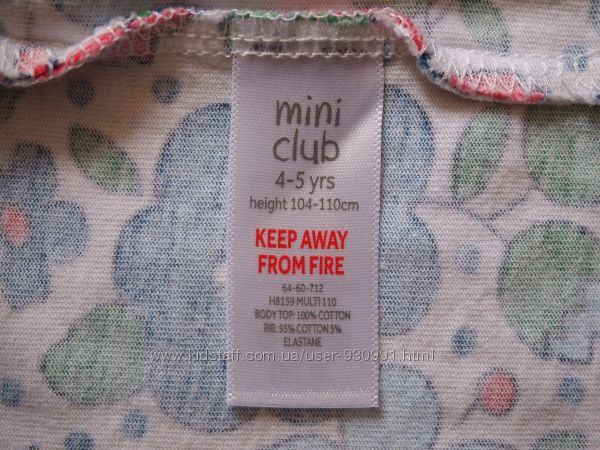 mini
club
4-5 yrs
height 104-110cm
KEEP AWAY
FROM FIRE
64-60-712
H8159 MULTI 110
BODY TOP: 100% COTTON
RIB: 95% COTTON 5%
ELASTANE
www.kidstaff.com.ua/user-930991.html